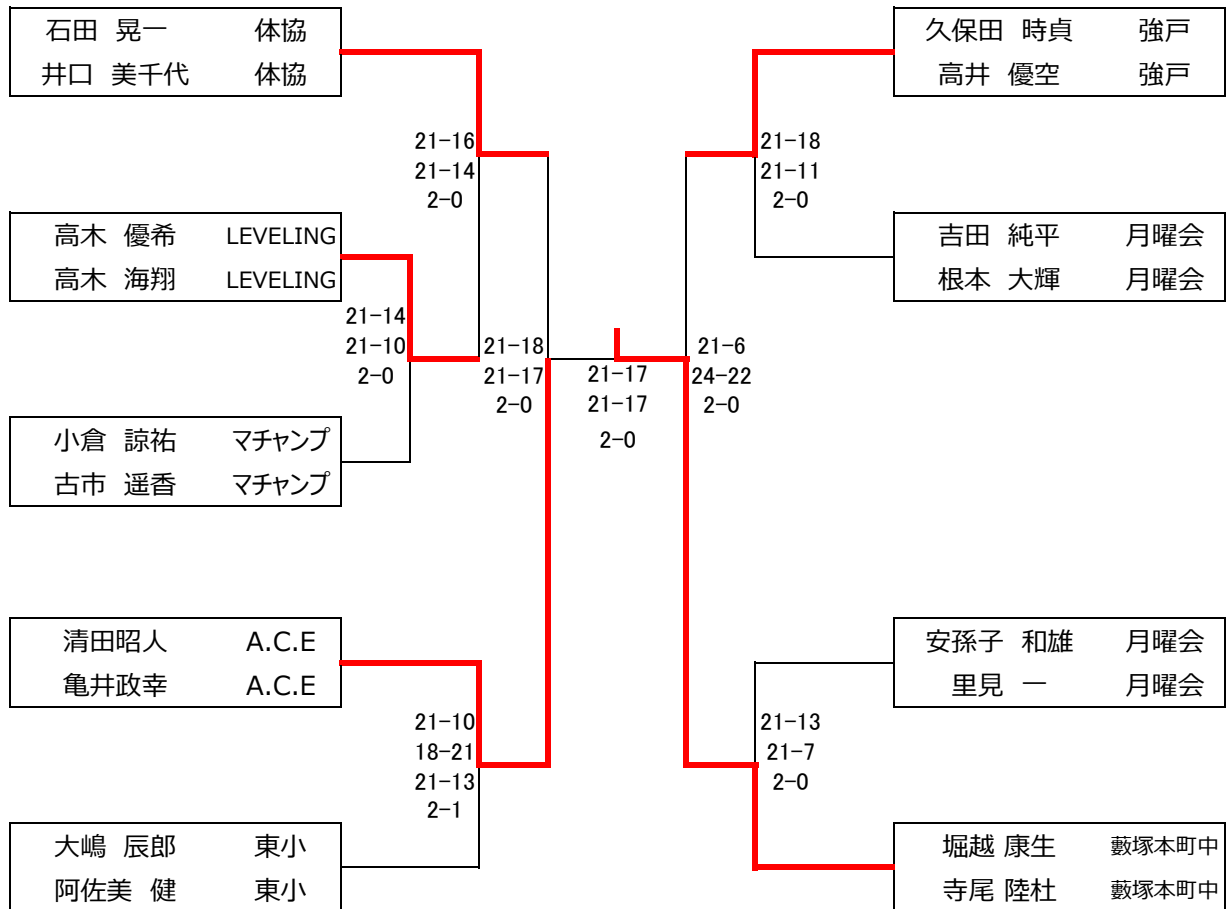 石田 晃一 体協
井口 美千代 体協
久保田 時貞 強戸
高井 優空 強戸
21-16
21-14
2-0
21-18
21-11
2-0
高木 優希 LEVELING
高木 海翔 LEVELING
吉田 純平 月曜会
根本 大輝 月曜会
21-14
21-10
2-0
21-18
21-17
2-0
21-17
21-17
2-0
21-6
24-22
2-0
小倉 諒祐 マチャンプ
古市 遥香 マチャンプ
清田昭人 A.C.E
亀井政幸 A.C.E
安孫子 和雄 月曜会
里見 一 月曜会
21-10
18-21
21-13
2-1
21-13
21-7
2-0
大嶋 辰郎 東小
阿佐美 健 東小
堀越 康生 藪塚本町中
寺尾 陸杜 藪塚本町中